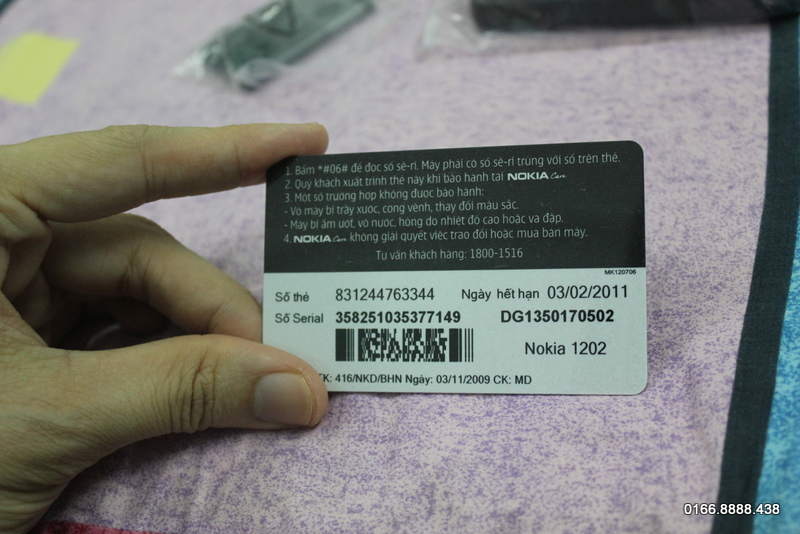 1. Bấm *#06# để đọc số sê-ri. Máy phải có số sê-ri trùng với số trên thẻ.
2. Quý khách xuất trình thẻ này khi bảo hành tại NOKIA Care
3. Một số trường hợp không được bảo hành:
- Vỏ máy bị trầy xước, cong vênh, thay đổi màu sắc.
- Máy bị ẩm ướt, vô nước, hỏng do nhiệt độ cao hoặc va đập.
4. NOKIA Care không giải quyết việc trao đổi hoặc mua bán máy.
Tư vấn khách hàng: 1800-1516
MK120706
Số thẻ 831244763344 Ngày hết hạn 03/02/2011
Số Serial 358251035377149 DG1350170502
Nokia 1202
TK: 416/NKD/BHN Ngày: 03/11/2009 CK: MD
0166.8888.438